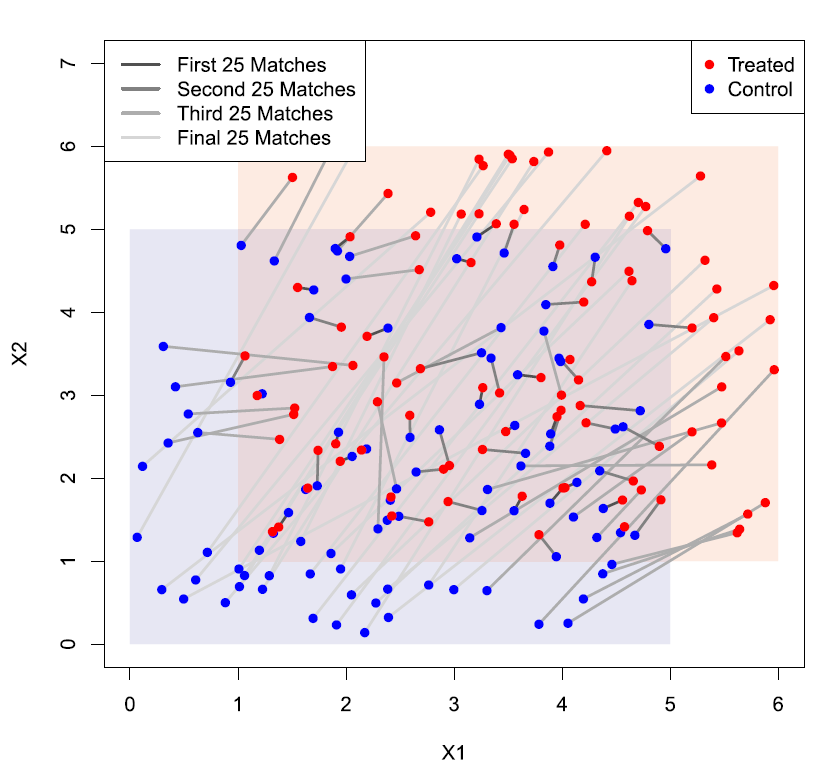 First 25 Matches
Second 25 Matches
Third 25 Matches
Final 25 Matches
Treated
Control
7
6
5
4
3
2
1
0
X2
0 1 2 3 4 5 6
X1